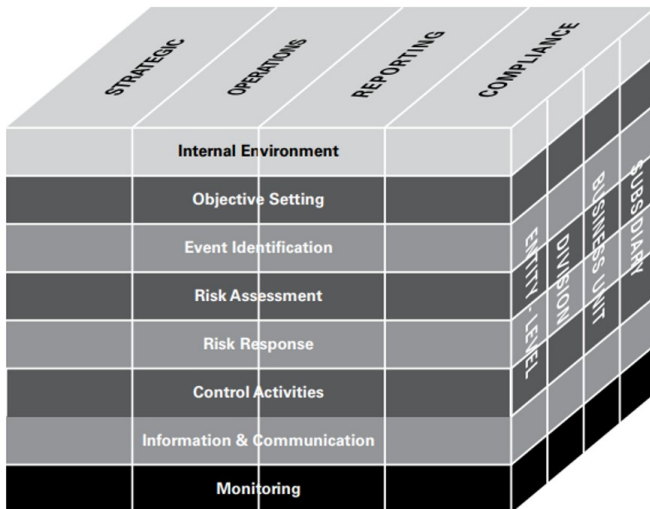 STRATEGIC
OPERATIONS
REPORTING
COMPLIANCE
Internal Environment
Objective Setting
Event Identification
Risk Assessment
Risk Response
Control Activities
Information & Communication
Monitoring
ENTITY - LEVEL
DIVISION
BUSINESS UNIT
SUBSIDIARY